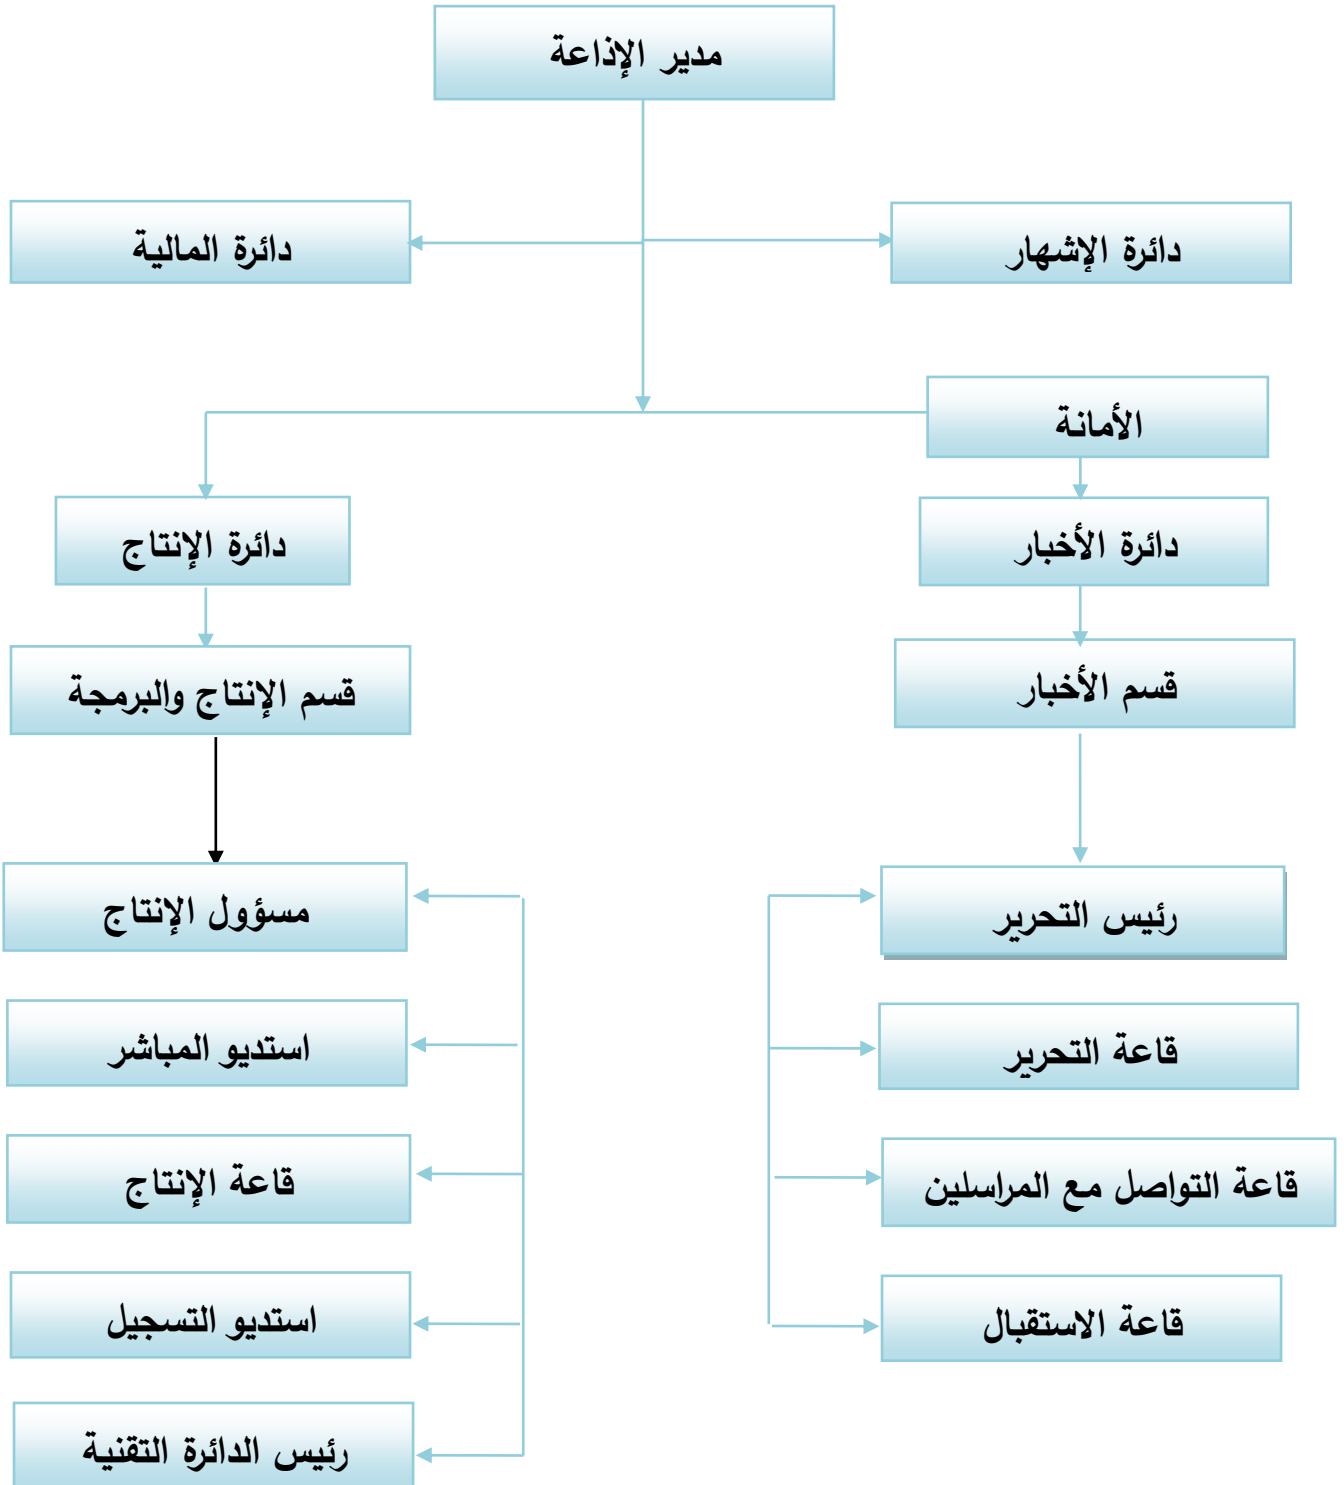 مدير الإذاعة
دائرة الإشهار
دائرة المالية
الأمانة
دائرة الأخبار
دائرة الإنتاج
قسم الأخبار
قسم الإنتاج والبرمجة
رئيس التحرير
مسؤول الإنتاج
قاعة التحرير
استديو المباشر
قاعة التواصل مع المراسلين
قاعة الإنتاج
قاعة الاستقبال
استديو التسجيل
رئيس الدائرة التقنية